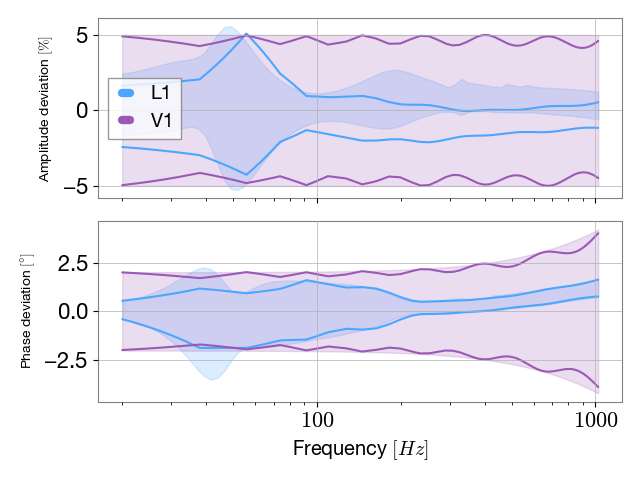 Amplitude deviation [%]
5
0
−5
L1
V1
Phase deviation [°]
2.5
0.0
−2.5
100
1000
Frequency [Hz]